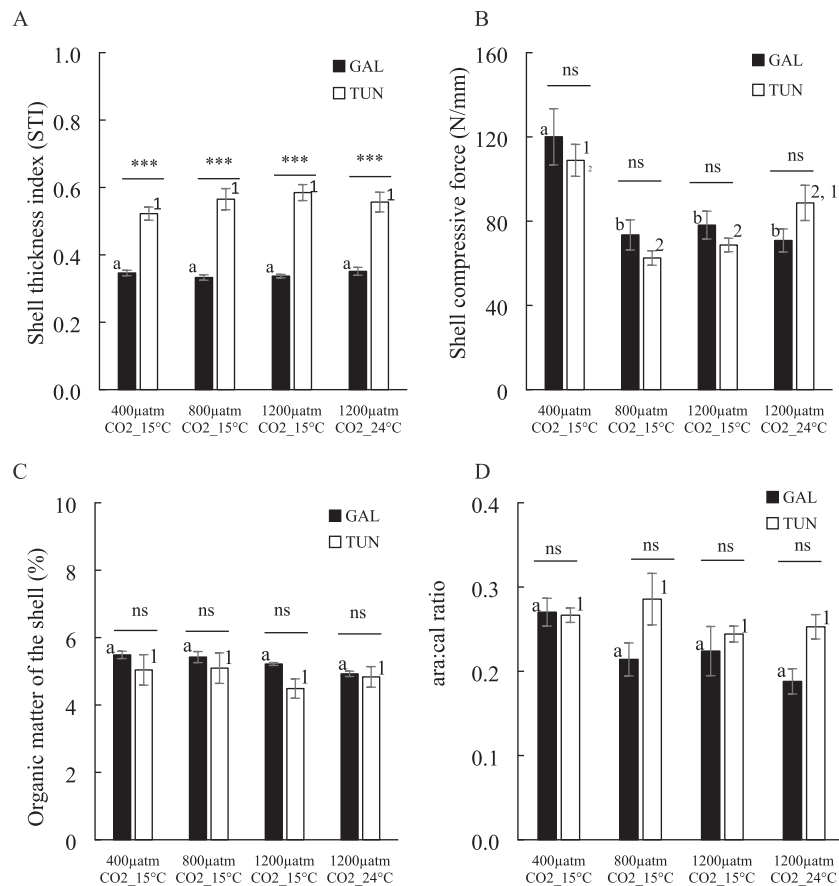 A
Shell thickness index (STI)
1.0
0.8
0.6
0.4
0.2
0.0
GAL
TUN
*** *** *** ***
a 1 a 1 a 1 a 1
400μatm 800μatm 1200μatm 1200μatm
CO2_15°C CO2_15°C CO2_15°C CO2_24°C
B
Shell compressive force (N/mm)
160
120
80
40
0
GAL
TUN
ns ns ns ns
a 1 2 b 2 b 2 b 2, 1
400μatm 800μatm 1200μatm 1200μatm
CO2_15°C CO2_15°C CO2_15°C CO2_24°C
C
Organic matter of the shell (%)
10
8
6
4
2
0
GAL
TUN
ns ns ns ns
a 1 a 1 a 1 a 1
400μatm 800μatm 1200μatm 1200μatm
CO2_15°C CO2_15°C CO2_15°C CO2_24°C
D
ara:cal ratio
0.4
0.3
0.2
0.1
0.0
GAL
TUN
ns ns ns ns
a 1 a 1 a 1 a 1
400μatm 800μatm 1200μatm 1200μatm
CO2_15°C CO2_15°C CO2_15°C CO2_24°C